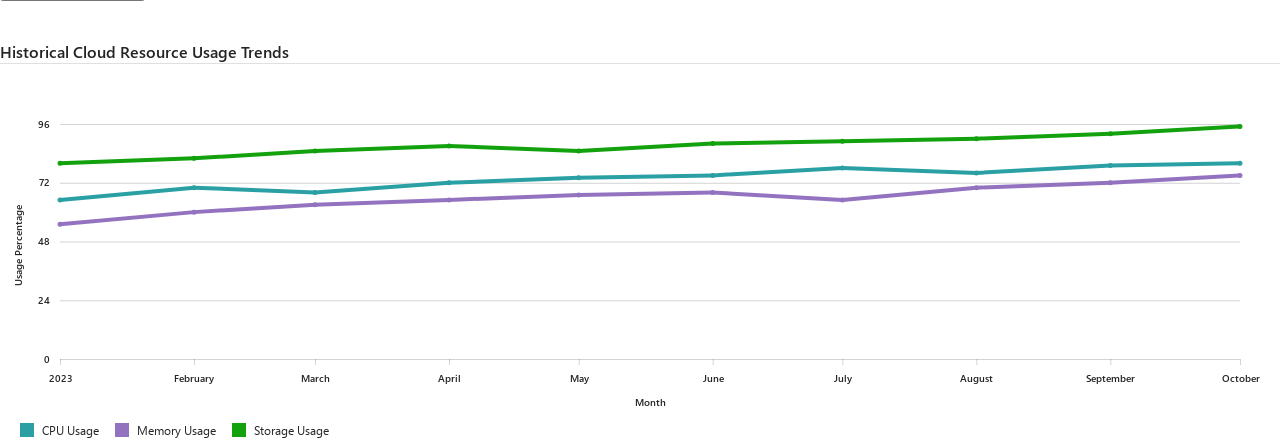 Historical Cloud Resource Usage Trends
96
72
48
24
0
Usage Percentage
2023 February March April May June July August September October
Month
CPU Usage Memory Usage Storage Usage